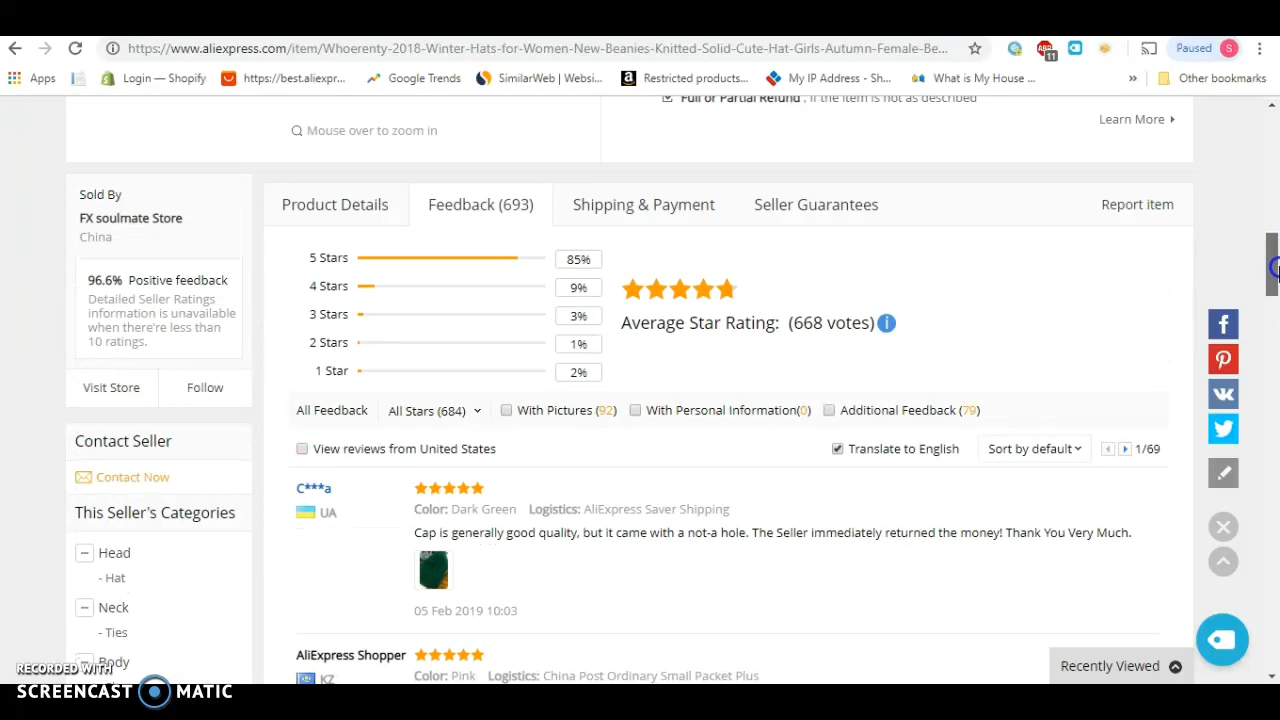 https://www.aliexpress.com/item/Whoerenty-2018-Winter-Hats-for-Women-New-Beanies-Knitted-Solid-Cute-Hat-Girls-Autumn-Female-Be...
Paused S
Apps
Login — Shopify
https://best.aliexpr...
Google Trends
SimilarWeb | Websi...
Restricted products...
My IP Address - Sh...
What is My House ...
»
Other bookmarks
11
Full or Partial Refund , if the item is not as described
Learn More
Mouse over to zoom in
Sold By
FX soulmate Store
China
96.6% Positive feedback
Detailed Seller Ratings
information is unavailable
when there're less than
10 ratings.
Visit Store Follow
Contact Seller
Contact Now
This Seller's Categories
Head
- Hat
Neck
- Ties
Body
Product Details Feedback (693) Shipping & Payment Seller Guarantees Report item
5 Stars 85%
4 Stars 9%
3 Stars 3%
2 Stars 1%
1 Star 2%
Average Star Rating: (668 votes)
All Feedback All Stars (684) With Pictures (92) With Personal Information(0) Additional Feedback (79)
View reviews from United States Translate to English Sort by default 1/69
C***a
UA
Color: Dark Green Logistics: AliExpress Saver Shipping
Cap is generally good quality, but it came with a not-a hole. The Seller immediately returned the money! Thank You Very Much.
05 Feb 2019 10:03
AliExpress Shopper
KZ
Color: Pink Logistics: China Post Ordinary Small Packet Plus
Recently Viewed
RECORDED WITH
SCREENCAST MATIC